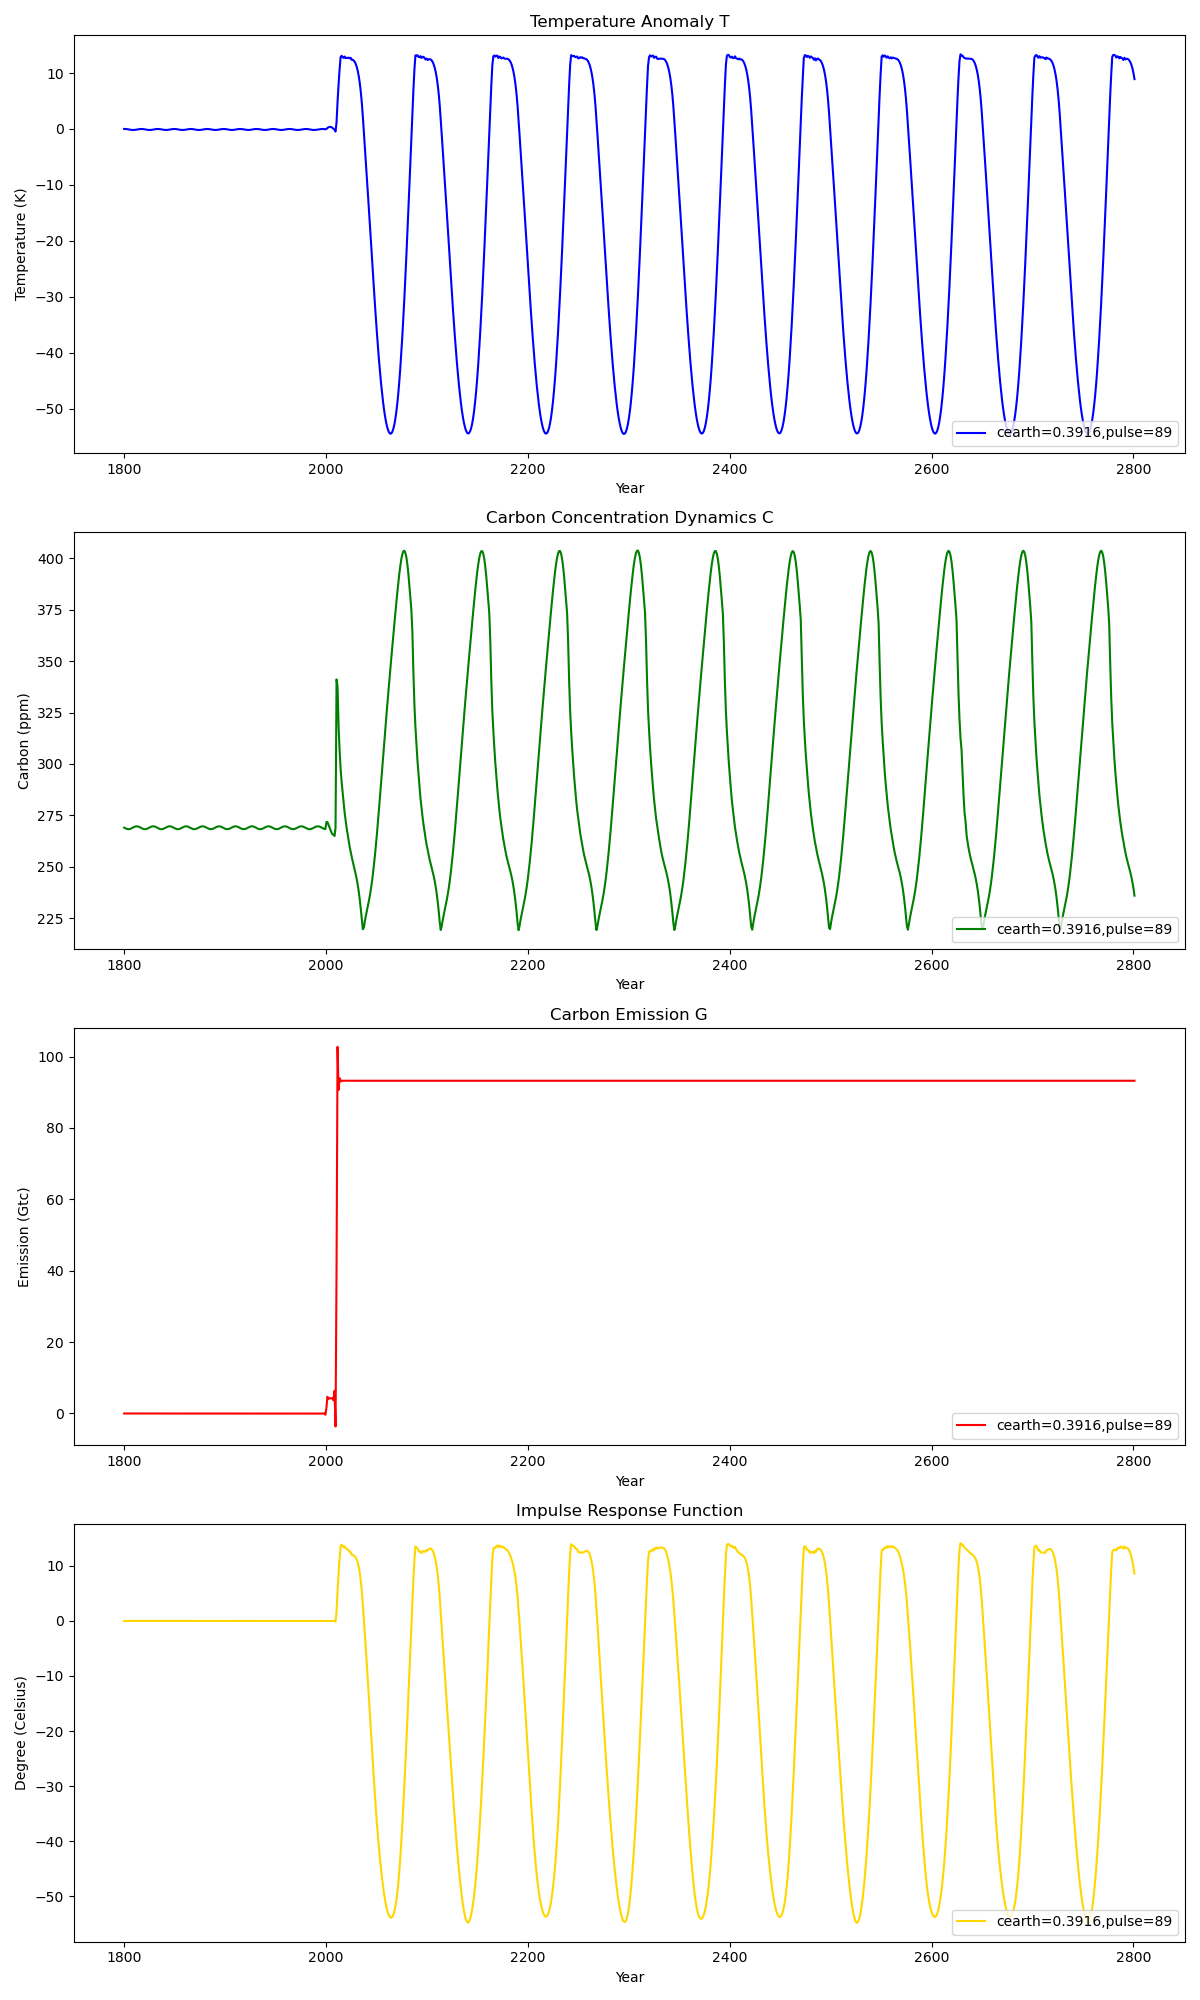 Temperature Anomaly T
Temperature (K)
10
0
−10
−20
−30
−40
−50
cearth=0.3916,pulse=89
1800 2000 2200 2400 2600 2800
Year
Carbon Concentration Dynamics C
Carbon (ppm)
400
375
350
325
300
275
250
225
cearth=0.3916,pulse=89
1800 2000 2200 2400 2600 2800
Year
Carbon Emission G
Emission (Gtc)
100
80
60
40
20
0
cearth=0.3916,pulse=89
1800 2000 2200 2400 2600 2800
Year
Impulse Response Function
Degree (Celsius)
10
0
−10
−20
−30
−40
−50
cearth=0.3916,pulse=89
1800 2000 2200 2400 2600 2800
Year